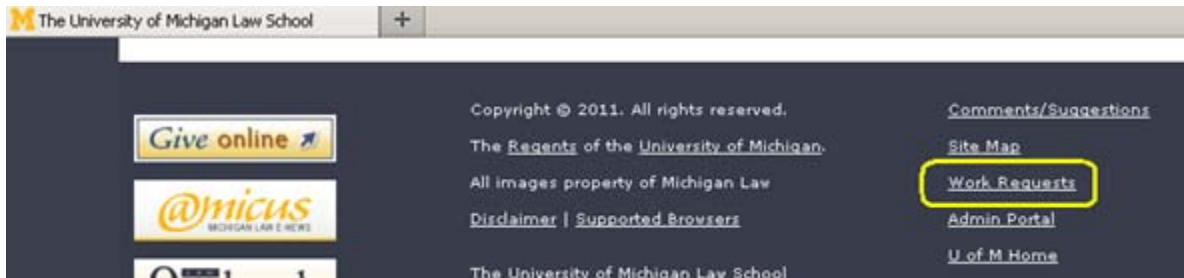 The University of Michigan Law School
+
Give online
@micus
MICHIGAN LAW E-NEWS
Copyright © 2011. All rights reserved.
The Regents of the University of Michigan.
All images property of Michigan Law
Disclaimer | Supported Browsers
The University of Michigan Law School
Comments/Suggestions
Site Map
Work Requests
Admin Portal
U of M Home